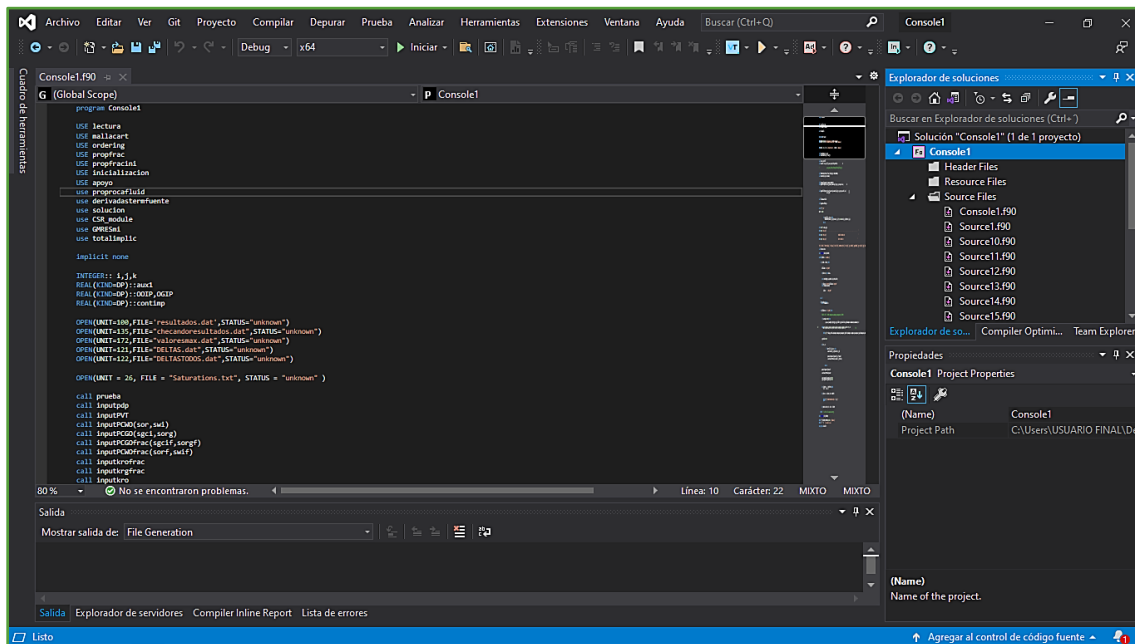 Archivo Editar Ver Git Proyecto Compilar Depurar Prueba Analizar Herramientas Extensiones Ventana Ayuda Buscar (Ctrl+Q) Console1
Debug x64 Iniciar
Cuadro de herramientas
Console1.f90
(Global Scope) Console1
program Console1
USE lectura
USE mallacart
USE ordering
USE propfrac
USE propfracini
USE inicializacion
USE apoyo
use proprocafluid
use derivadastermfuente
use solucion
use CSR_module
use GMRESmi
use totalimplic
implicit none
INTEGER:: i,j,k
REAL(KIND=DP)::aux1
REAL(KIND=DP)::OOIP,OGIP
REAL(KIND=DP)::contimp
OPEN(UNIT=100,FILE='resultados.dat',STATUS="unknown")
OPEN(UNIT=135,FILE="checandoresultados.dat",STATUS="unknown")
OPEN(UNIT=172,FILE="valoresmax.dat",STATUS="unknown")
OPEN(UNIT=121,FILE="DELTAS.dat",STATUS="unknown")
OPEN(UNIT=122,FILE="DELTASTODOS.dat",STATUS="unknown")
OPEN(UNIT = 26, FILE = "Saturations.txt", STATUS = "unknown" )
call prueba
call inputpdp
call inputPVT
call inputPCWO(sor,swi)
call inputPCGO(sgci,sorg)
call inputPCGOfrac(sgcif,sorgf)
call inputPCWOfrac(sorf,swif)
call inputkrofrac
call inputkrgfrac
call inputkro
80 % No se encontraron problemas. Línea: 10 Carácter: 22 MIXTO MIXTO
Salida
Mostrar salida de: File Generation
Salida Explorador de servidores Compiler Inline Report Lista de errores
Explorador de soluciones
Buscar en Explorador de soluciones (Ctrl+´)
Solución "Console1" (1 de 1 proyecto)
Console1
Header Files
Resource Files
Source Files
Console1.f90
Source1.f90
Source10.f90
Source11.f90
Source12.f90
Source13.f90
Source14.f90
Source15.f90
Explorador de so... Compiler Optimi... Team Explorer
Propiedades
Console1 Project Properties
(Name) Console1
Project Path C:\Users\USUARIO FINAL\De
(Name)
Name of the project.
Listo Agregar al control de código fuente 1